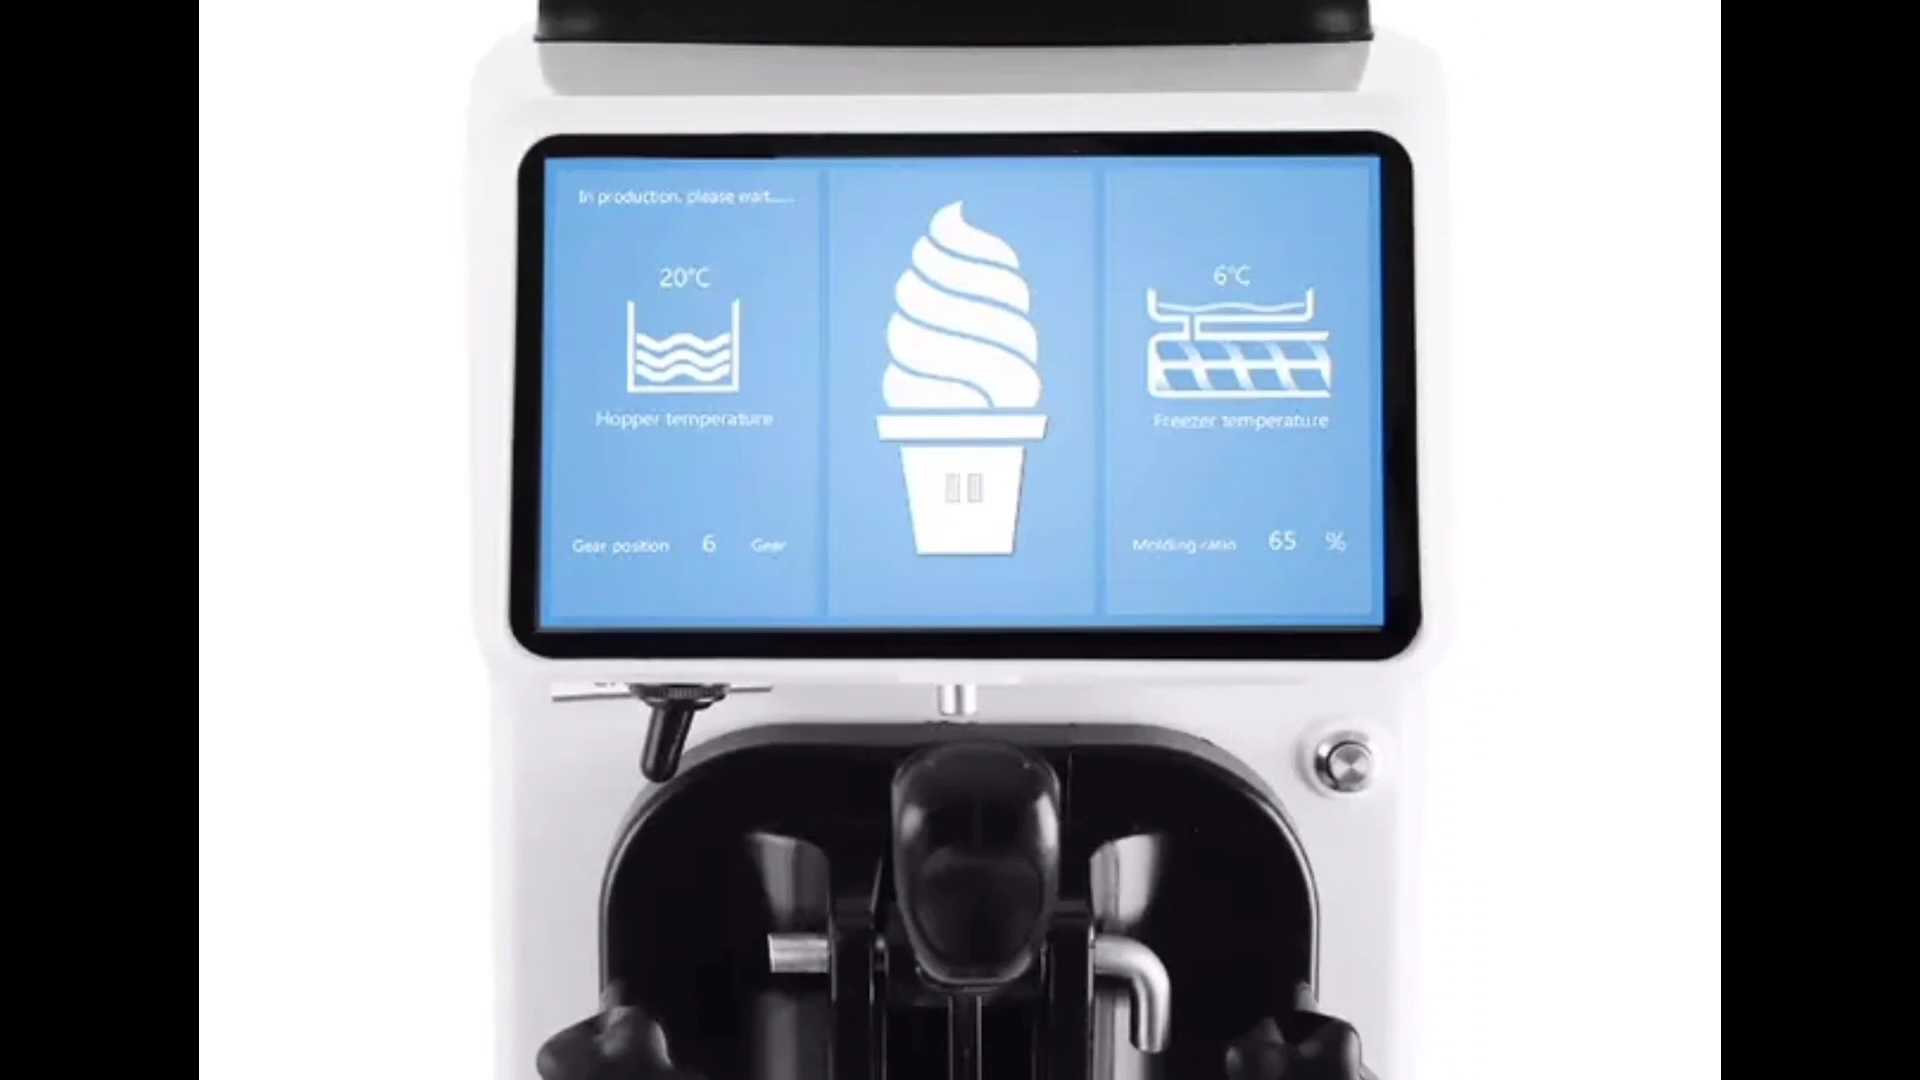 In production, please wait.....
20°C
Hopper temperature
Gear position 6 Gear
6°C
Freezer temperature
Molding ratio 65 %